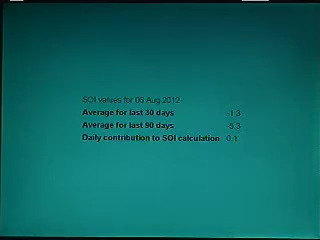 SOI values for 06 Aug 2012
Average for last 30 days -1.3
Average for last 90 days -5.3
Daily contribution to SOI calculation 0.1